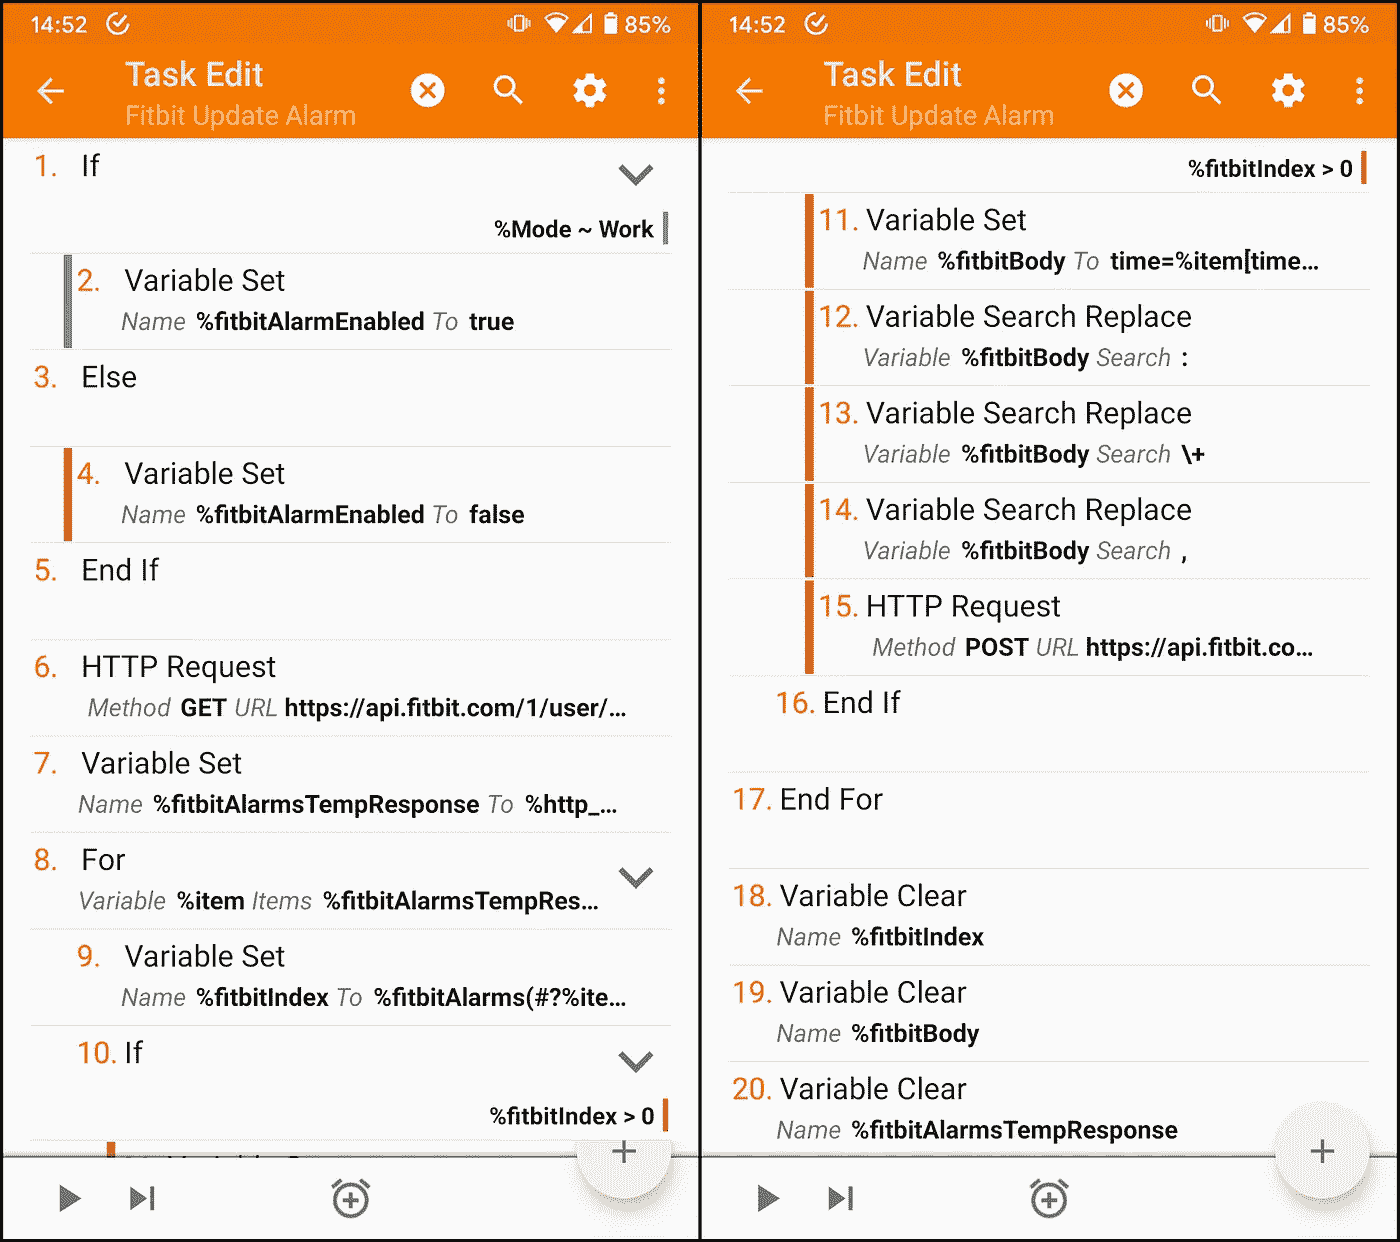 14:52 85%
Task Edit
Fitbit Update Alarm
1. If
%Mode ~ Work
2. Variable Set
Name %fitbitAlarmEnabled To true
3. Else
4. Variable Set
Name %fitbitAlarmEnabled To false
5. End If
6. HTTP Request
Method GET URL https://api.fitbit.com/1/user/...
7. Variable Set
Name %fitbitAlarmsTempResponse To %http_...
8. For
Variable %item Items %fitbitAlarmsTempRes...
9. Variable Set
Name %fitbitIndex To %fitbitAlarms(#?%ite...
10. If
%fitbitIndex > 0
14:52 85%
Task Edit
Fitbit Update Alarm
%fitbitIndex > 0
11. Variable Set
Name %fitbitBody To time=%item[time...
12. Variable Search Replace
Variable %fitbitBody Search :
13. Variable Search Replace
Variable %fitbitBody Search \+
14. Variable Search Replace
Variable %fitbitBody Search ,
15. HTTP Request
Method POST URL https://api.fitbit.co...
16. End If
17. End For
18. Variable Clear
Name %fitbitIndex
19. Variable Clear
Name %fitbitBody
20. Variable Clear
Name %fitbitAlarmsTempResponse